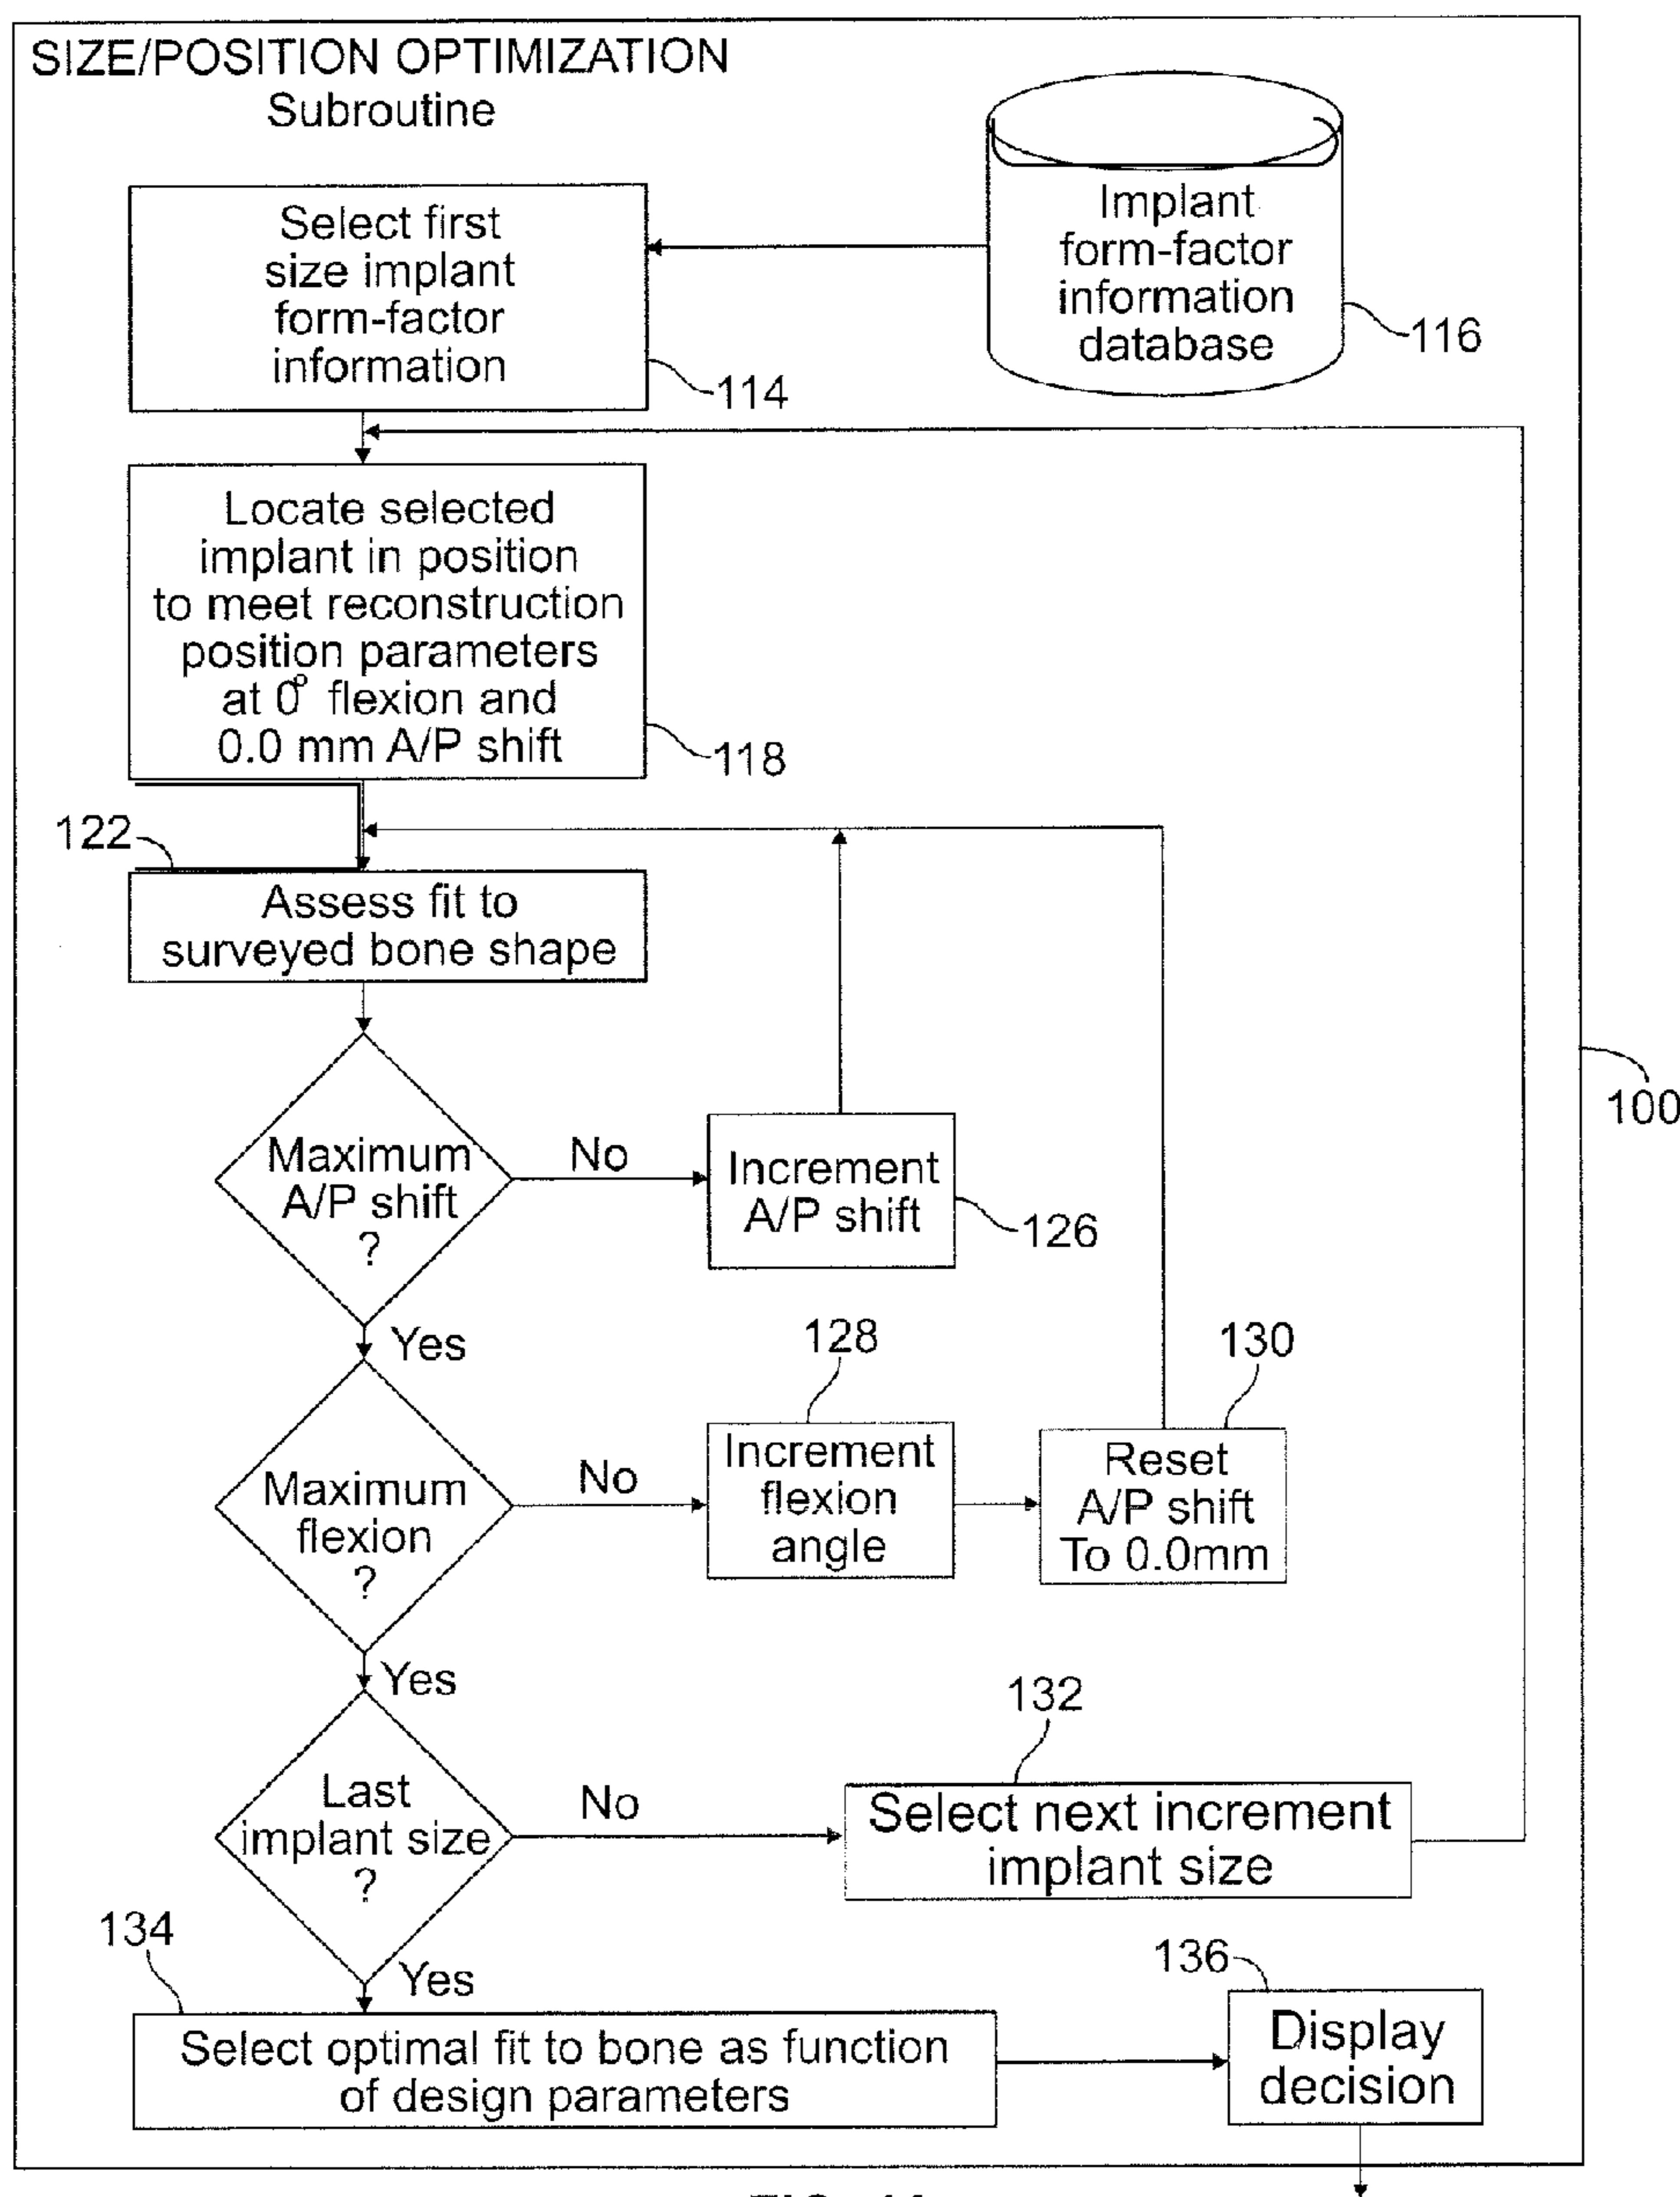 SIZE/POSITION OPTIMIZATION
Subroutine
Implant
form-factor
information
database
116
Select first
size implant
form-factor
information
114
Locate selected
implant in position
to meet reconstruction
position parameters
at 0° flexion and
0.0 mm A/P shift
118
122
Assess fit to
surveyed bone shape
100
Maximum
A/P shift
?
No
Increment
A/P shift
126
Yes
128
130
Maximum
flexion
?
No
Increment
flexion
angle
Reset
A/P shift
To 0.0mm
Yes
132
Last
implant size
?
No
Select next increment
implant size
134
Yes
136
Select optimal fit to bone as function
of design parameters
Display
decision